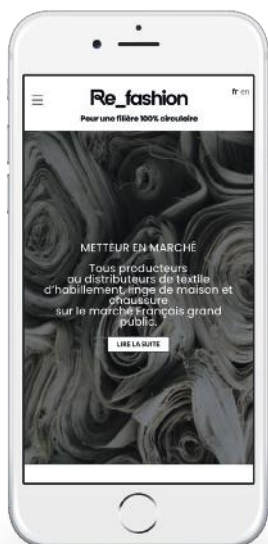 Re_fashion
fr en
Pour une filière 100% circulaire
METTEUR EN MARCHÉ
Tous producteurs
ou distributeurs de textile
d'habillement, linge de maison et
chaussure
sur le marché Français grand
public.
LIRE LA SUITE